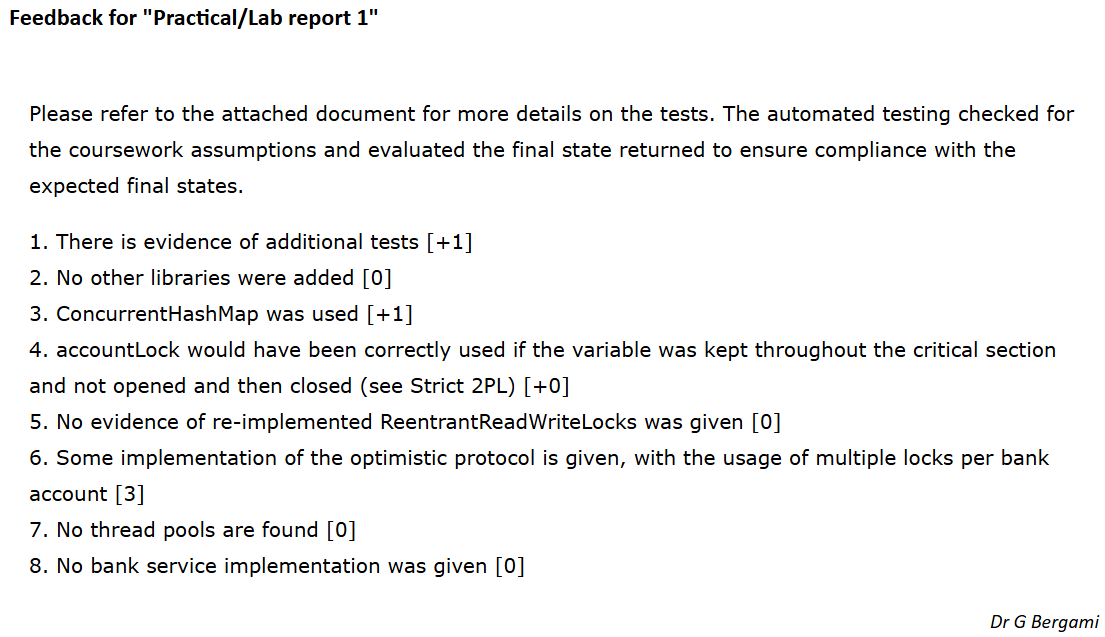 Feedback for "Practical/Lab report 1"
Please refer to the attached document for more details on the tests. The automated testing checked for
the coursework assumptions and evaluated the final state returned to ensure compliance with the
expected final states.
1. There is evidence of additional tests [+1]
2. No other libraries were added [0]
3. ConcurrentHashMap was used [+1]
4. accountLock would have been correctly used if the variable was kept throughout the critical section
and not opened and then closed (see Strict 2PL) [+0]
5. No evidence of re-implemented ReentrantReadWriteLocks was given [0]
6. Some implementation of the optimistic protocol is given, with the usage of multiple locks per bank
account [3]
7. No thread pools are found [0]
8. No bank service implementation was given [0]
Dr G Bergami